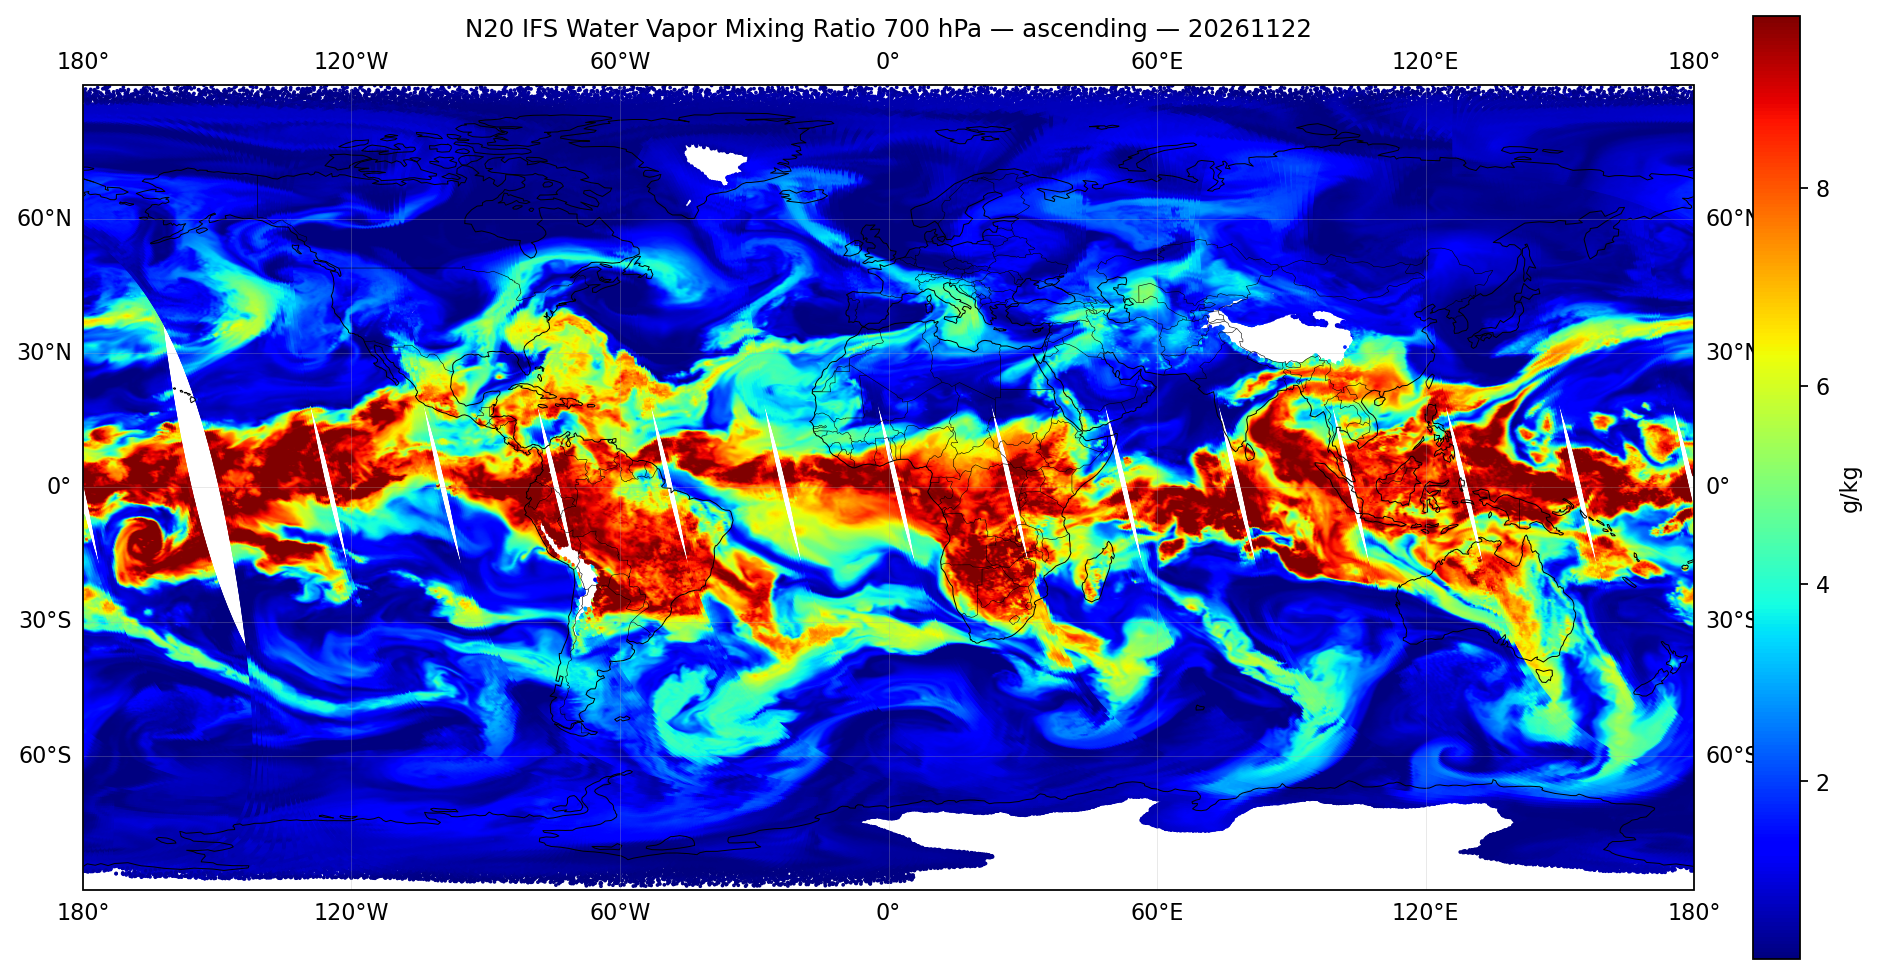 N20 IFS Water Vapor Mixing Ratio 700 hPa — ascending — 20261122
180° 120°W 60°W 0° 60°E 120°E 180°
60°N 60°N
30°N 30°N
0° 0°
30°S 30°S
60°S 60°S
180° 120°W 60°W 0° 60°E 120°E 180°
8
6
4
2
g/kg